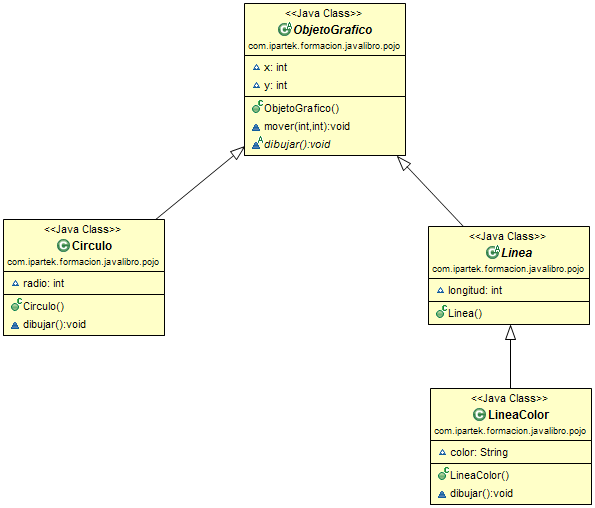 <<Java Class>>
ObjetoGrafico
com.ipartek.formacion.javalibro.pojo
x: int
y: int
ObjetoGrafico()
mover(int,int):void
dibujar():void
<<Java Class>>
Circulo
com.ipartek.formacion.javalibro.pojo
radio: int
Circulo()
dibujar():void
<<Java Class>>
Linea
com.ipartek.formacion.javalibro.pojo
longitud: int
Linea()
<<Java Class>>
LineaColor
com.ipartek.formacion.javalibro.pojo
color: String
LineaColor()
dibujar():void